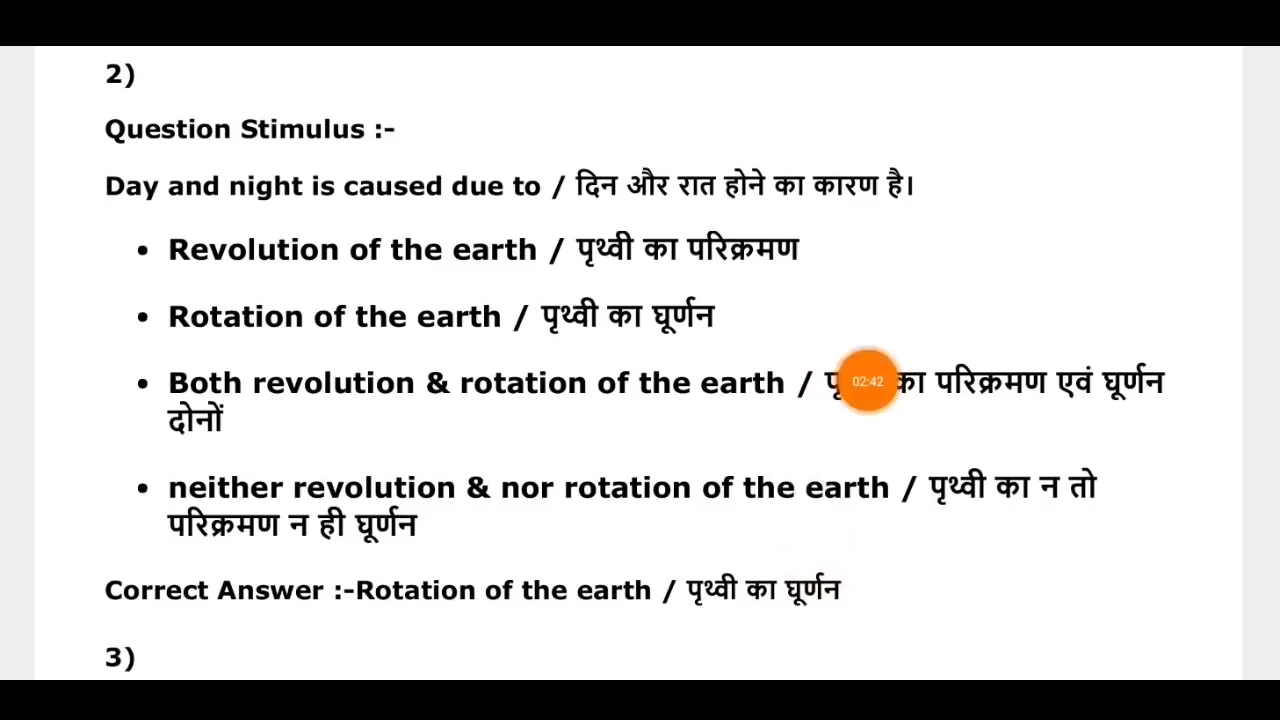 2)
Question Stimulus :-
Day and night is caused due to / दिन और रात होने का कारण है।
• Revolution of the earth / पृथ्वी का परिक्रमण
• Rotation of the earth / पृथ्वी का घूर्णन
• Both revolution & rotation of the earth / का परिक्रमण एवं घूर्णन
02:42
दोनों
• neither revolution & nor rotation of the earth / पृथ्वी का न तो
परिक्रमण न ही घूर्णन
Correct Answer :-Rotation of the earth / पृथ्वी का घूर्णन
3)